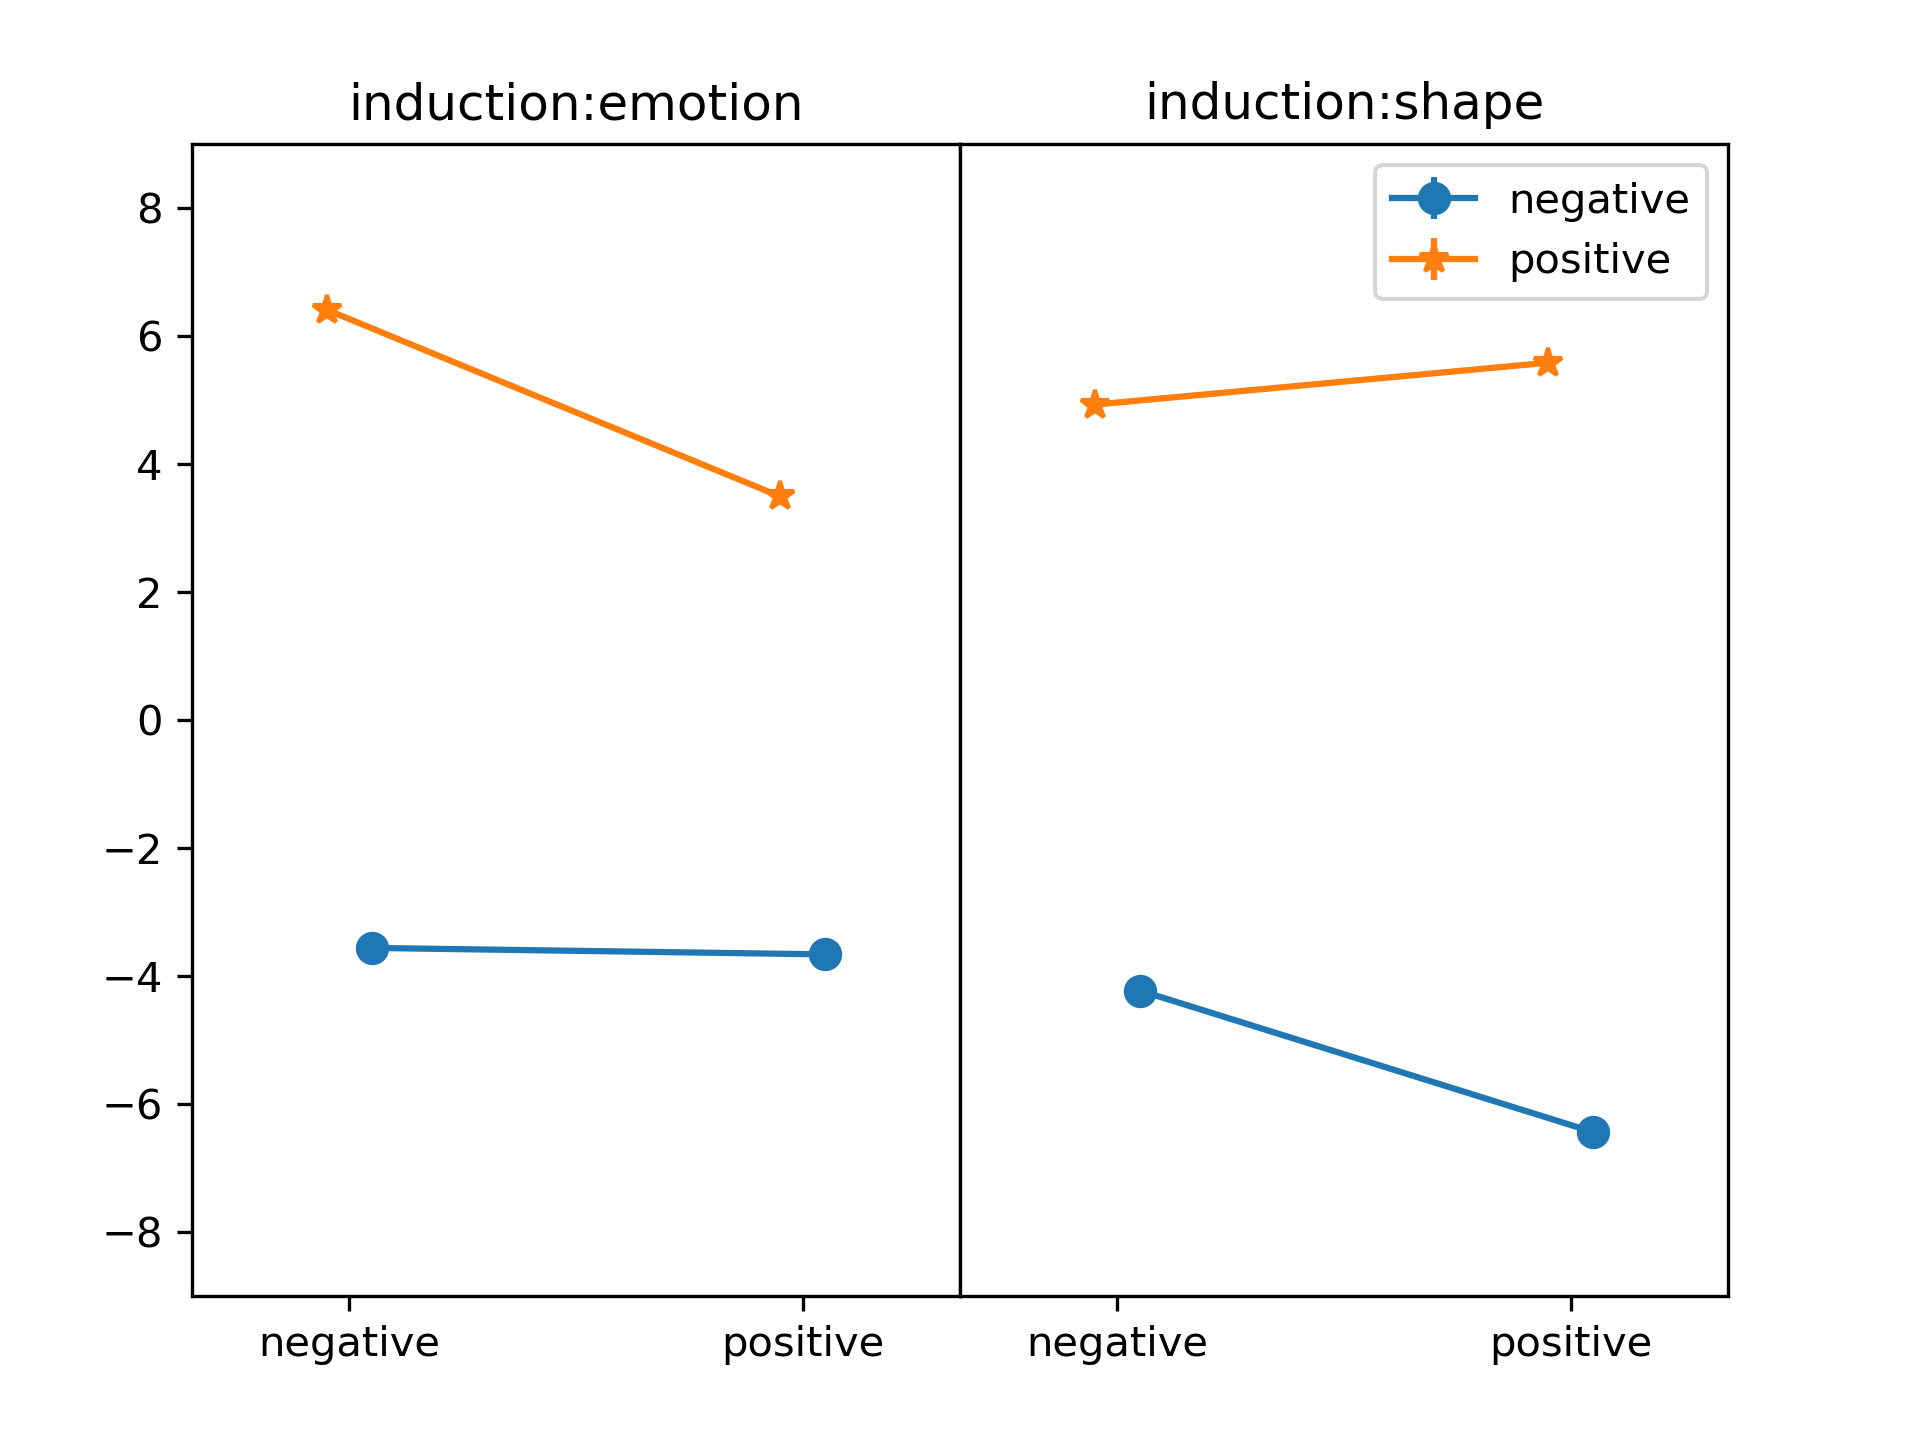 induction:emotion
induction:shape
negative
positive
8
6
4
2
0
−2
−4
−6
−8
negative positive negative positive